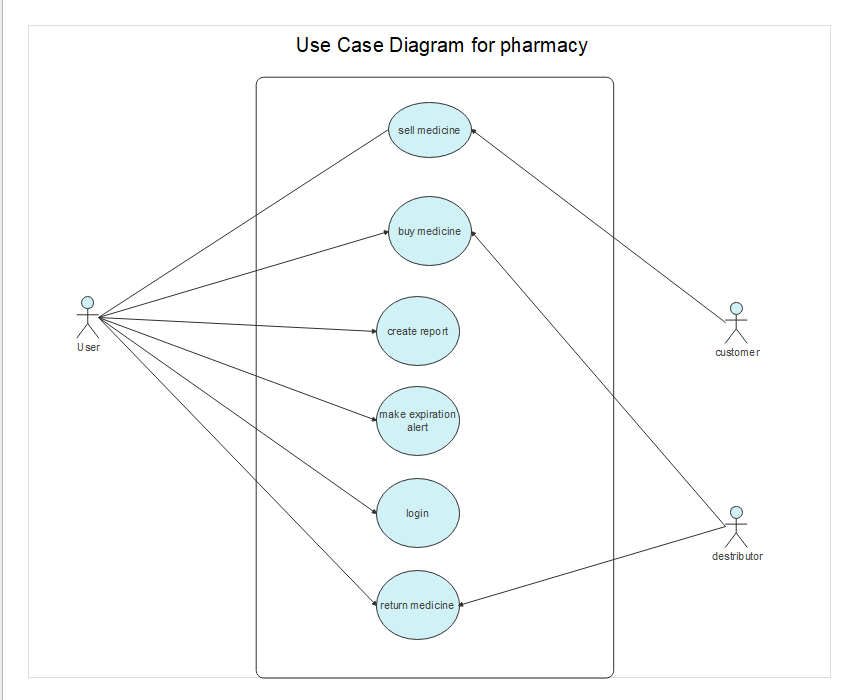 Use Case Diagram for pharmacy
sell medicine
buy medicine
create report
make expiration
alert
login
return medicine
User
customer
destributor